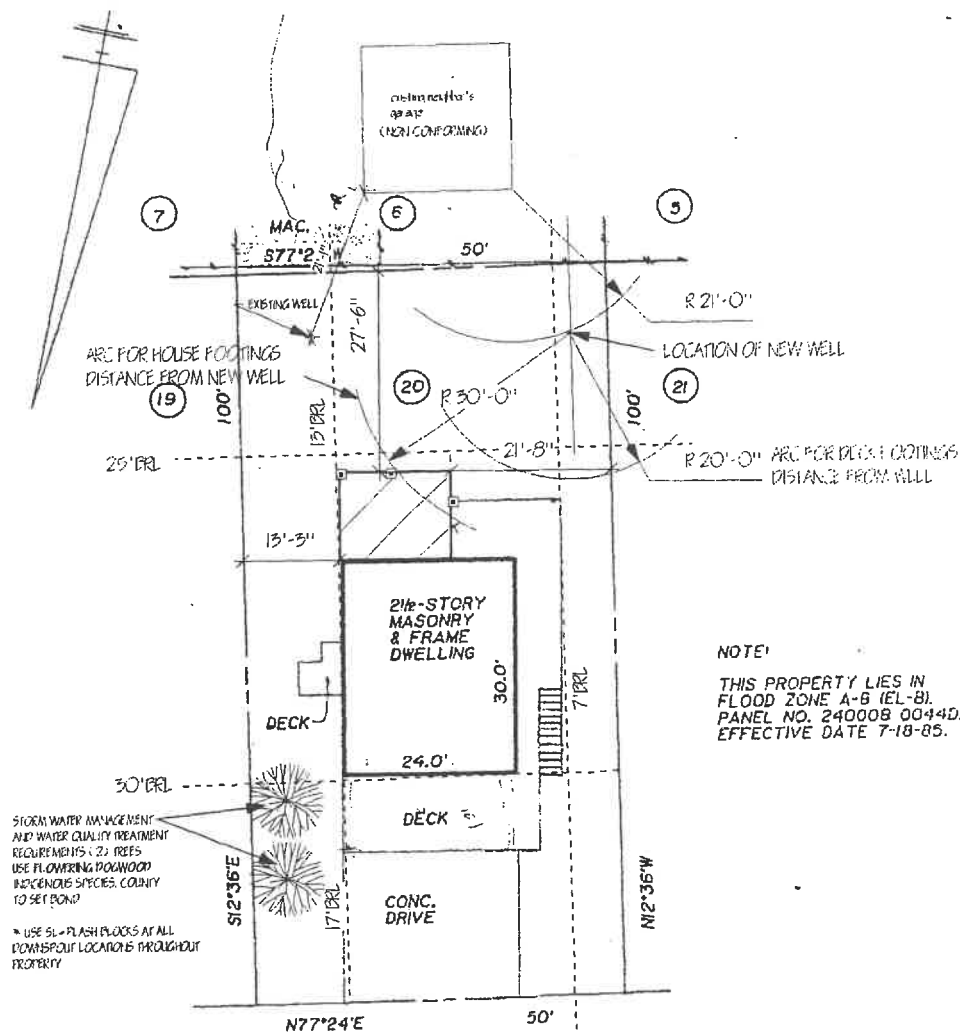 (NON CONFORMING)
7
6
5
MAC.
S77°2
50'
EXISTING WELL
27'-6"
R 21'-0"
ARC FOR HOUSE FOOTINGS
DISTANCE FROM NEW WELL
LOCATION OF NEW WELL
19
100'
13'BRL
20
R 30'-0"
100'
21
25'BRL
21'-8"
R 20'-0"
ARC FOR DECK FOOTINGS
DISTANCE FROM WELL
13'-3"
2½-STORY
MASONRY
& FRAME
DWELLING
30.0'
DECK
24.0'
7'BRL
NOTE:
THIS PROPERTY LIES IN
FLOOD ZONE A-8 (EL-8).
PANEL NO. 240008 0044D.
EFFECTIVE DATE 7-18-85.
30'BRL
DECK
STORM WATER MANAGEMENT
AND WATER QUALITY TREATMENT
REQUIREMENTS (2) TREES
USE FLOWERING DOGWOOD
INDIGENOUS SPECIES, COUNTY
TO SET BOND
* USE SPLASH BLOCKS AT ALL
DOWNSPOUT LOCATIONS THROUGHOUT
PROPERTY
S12°36'E
17'BRL
CONC.
DRIVE
N12°36'W
N77°24'E
50'